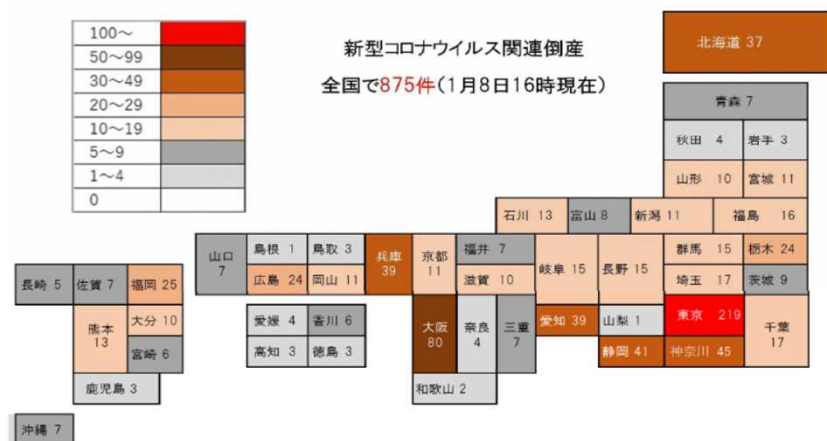 100～
50～99
30～49
20～29
10～19
5～9
1～4
0
新型コロナウイルス関連倒産
全国で875件(1月8日16時現在)
北海道 37
青森 7
秋田 4
岩手 3
山形 10
宮城 11
石川 13
富山 8
新潟 11
福島 16
山口
7
島根 1
鳥取 3
兵庫
39
京都
11
福井 7
岐阜 15
長野 15
群馬 15
栃木 24
広島 24
岡山 11
滋賀 10
埼玉 17
茨城 9
長崎 5
佐賀 7
福岡 25
熊本
13
大分 10
宮崎 6
鹿児島 3
沖縄 7
愛媛 4
香川 6
高知 3
徳島 3
大阪
80
奈良
4
三重
7
和歌山 2
愛知 39
山梨 1
東京 219
千葉
17
静岡 41
神奈川 45